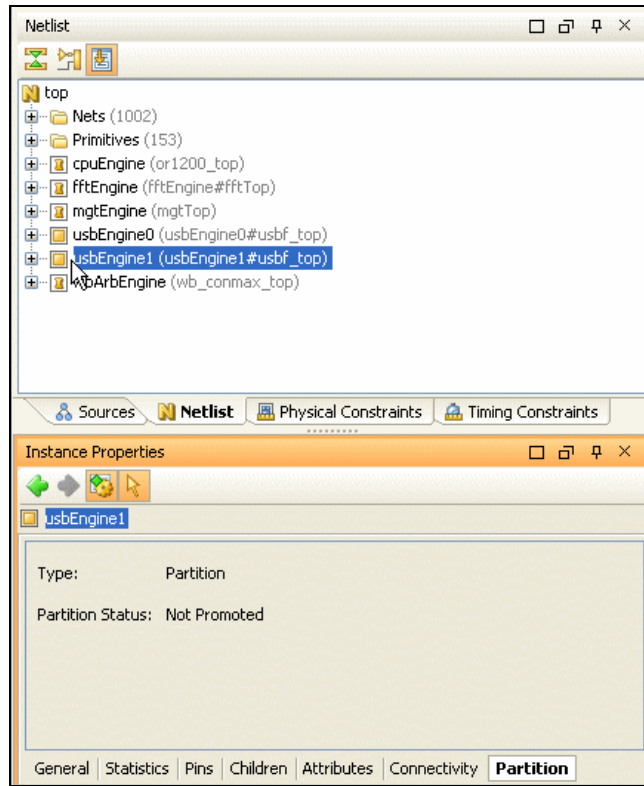 Netlist
top
Nets (1002)
Primitives (153)
cpuEngine (or1200_top)
fftEngine (fftEngine#fftTop)
mgtEngine (mgtTop)
usbEngine0 (usbEngine0#usbf_top)
usbEngine1 (usbEngine1#usbf_top)
wbArbEngine (wb_conmax_top)
Sources Netlist Physical Constraints Timing Constraints
Instance Properties
usbEngine1
Type: Partition
Partition Status: Not Promoted
General Statistics Pins Children Attributes Connectivity Partition